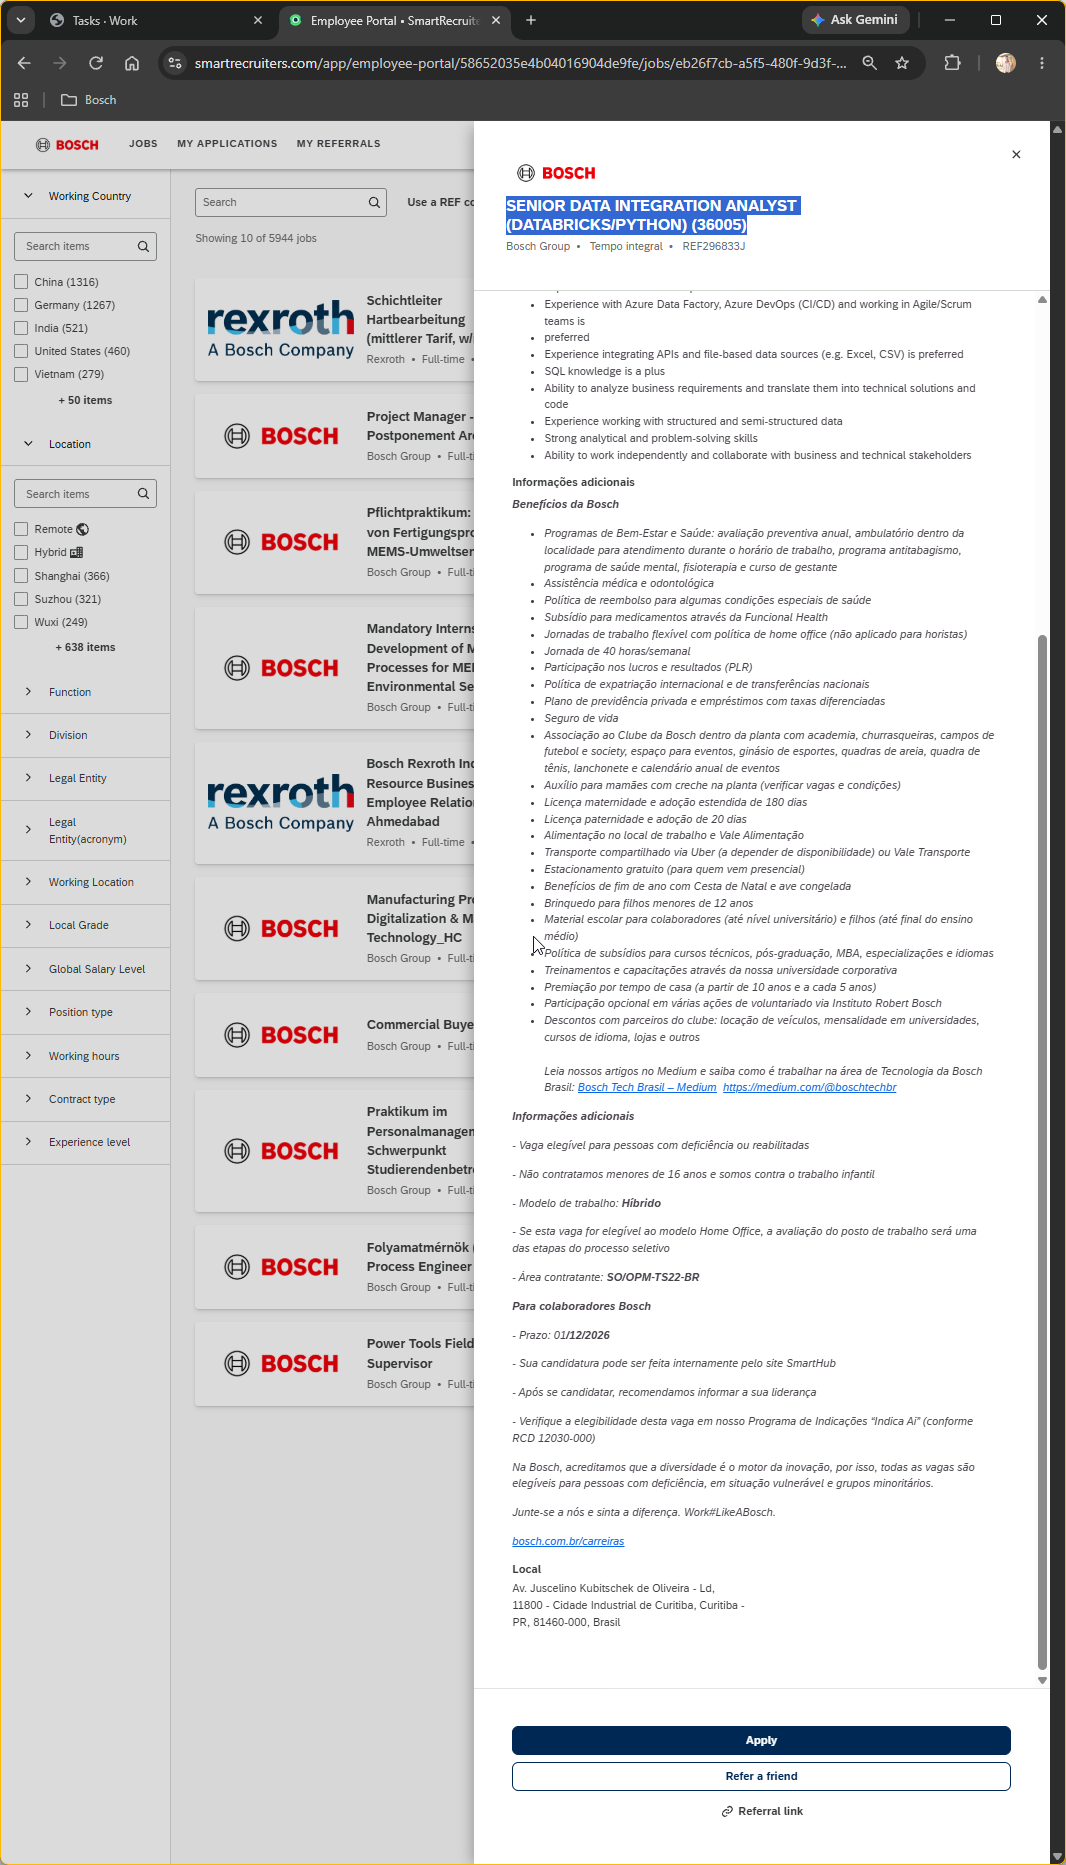 Tasks · Work
Employee Portal • SmartRecruite
Ask Gemini
smartrecruiters.com/app/employee-portal/58652035e4b04016904de9fe/jobs/eb26f7cb-a5f5-480f-9d3f-...
Bosch
BOSCH
JOBS
MY APPLICATIONS
MY REFERRALS
Working Country
Search items
China (1316)
Germany (1267)
India (521)
United States (460)
Vietnam (279)
+ 50 items
Location
Search items
Remote
Hybrid
Shanghai (366)
Suzhou (321)
Wuxi (249)
+ 638 items
Function
Division
Legal Entity
Legal
Entity(acronym)
Working Location
Local Grade
Global Salary Level
Position type
Working hours
Contract type
Experience level
Search
Use a REF co
Showing 10 of 5944 jobs
rexroth
A Bosch Company
Schichtleiter
Hartbearbeitung
(mittlerer Tarif, w/
Rexroth • Full-time •
BOSCH
Project Manager -
Postponement Are
Bosch Group • Full-ti
BOSCH
Pflichtpraktikum:
von Fertigungspro
MEMS-Umweltsen
Bosch Group • Full-ti
BOSCH
Mandatory Interns
Development of M
Processes for MEM
Environmental Se
Bosch Group • Full-ti
rexroth
A Bosch Company
Bosch Rexroth Ind
Resource Business
Employee Relation
Ahmedabad
Rexroth • Full-time •
BOSCH
Manufacturing Pro
Digitalization & M
Technology_HC
Bosch Group • Full-ti
BOSCH
Commercial Buye
Bosch Group • Full-ti
BOSCH
Praktikum im
Personalmanagem
Schwerpunkt
Studierendenbetre
Bosch Group • Full-ti
BOSCH
Folyamatmérnök (
Process Engineer
Bosch Group • Full-ti
BOSCH
Power Tools Field
Supervisor
Bosch Group • Full-ti
BOSCH
SENIOR DATA INTEGRATION ANALYST
(DATABRICKS/PYTHON) (36005)
Bosch Group • Tempo integral • REF296833J
• Experience with Azure Data Factory, Azure DevOps (CI/CD) and working in Agile/Scrum
teams is
• preferred
• Experience integrating APIs and file-based data sources (e.g. Excel, CSV) is preferred
• SQL knowledge is a plus
• Ability to analyze business requirements and translate them into technical solutions and
code
• Experience working with structured and semi-structured data
• Strong analytical and problem-solving skills
• Ability to work independently and collaborate with business and technical stakeholders
Informações adicionais
Benefícios da Bosch
• Programas de Bem-Estar e Saúde: avaliação preventiva anual, ambulatório dentro da
localidade para atendimento durante o horário de trabalho, programa antitabagismo,
programa de saúde mental, fisioterapia e curso de gestante
• Assistência médica e odontológica
• Política de reembolso para algumas condições especiais de saúde
• Subsídio para medicamentos através da Funcional Health
• Jornadas de trabalho flexível com política de home office (não aplicado para horistas)
• Jornada de 40 horas/semanal
• Participação nos lucros e resultados (PLR)
• Política de expatriação internacional e de transferências nacionais
• Plano de previdência privada e empréstimos com taxas diferenciadas
• Seguro de vida
• Associação ao Clube da Bosch dentro da planta com academia, churrasqueiras, campos de
futebol e society, espaço para eventos, ginásio de esportes, quadras de areia, quadra de
tênis, lanchonete e calendário anual de eventos
• Auxílio para mamães com creche na planta (verificar vagas e condições)
• Licença maternidade e adoção estendida de 180 dias
• Licença paternidade e adoção de 20 dias
• Alimentação no local de trabalho e Vale Alimentação
• Transporte compartilhado via Uber (a depender de disponibilidade) ou Vale Transporte
• Estacionamento gratuito (para quem vem presencial)
• Benefícios de fim de ano com Cesta de Natal e ave congelada
• Brinquedo para filhos menores de 12 anos
• Material escolar para colaboradores (até nível universitário) e filhos (até final do ensino
médio)
• Política de subsídios para cursos técnicos, pós-graduação, MBA, especializações e idiomas
• Treinamentos e capacitações através da nossa universidade corporativa
• Premiação por tempo de casa (a partir de 10 anos e a cada 5 anos)
• Participação opcional em várias ações de voluntariado via Instituto Robert Bosch
• Descontos com parceiros do clube: locação de veículos, mensalidade em universidades,
cursos de idioma, lojas e outros
Leia nossos artigos no Medium e saiba como é trabalhar na área de Tecnologia da Bosch
Brasil: Bosch Tech Brasil – Medium https://medium.com/@boschtechbr
Informações adicionais
- Vaga elegível para pessoas com deficiência ou reabilitadas
- Não contratamos menores de 16 anos e somos contra o trabalho infantil
- Modelo de trabalho: Híbrido
- Se esta vaga for elegível ao modelo Home Office, a avaliação do posto de trabalho será uma
das etapas do processo seletivo
- Área contratante: SO/OPM-TS22-BR
Para colaboradores Bosch
- Prazo: 01/12/2026
- Sua candidatura pode ser feita internamente pelo site SmartHub
- Após se candidatar, recomendamos informar a sua liderança
- Verifique a elegibilidade desta vaga em nosso Programa de Indicações “Indica Aí” (conforme
RCD 12030-000)
Na Bosch, acreditamos que a diversidade é o motor da inovação, por isso, todas as vagas são
elegíveis para pessoas com deficiência, em situação vulnerável e grupos minoritários.
Junte-se a nós e sinta a diferença. Work#LikeABosch.
bosch.com.br/carreiras
Local
Av. Juscelino Kubitschek de Oliveira - Ld,
11800 - Cidade Industrial de Curitiba, Curitiba -
PR, 81460-000, Brasil
Apply
Refer a friend
Referral link